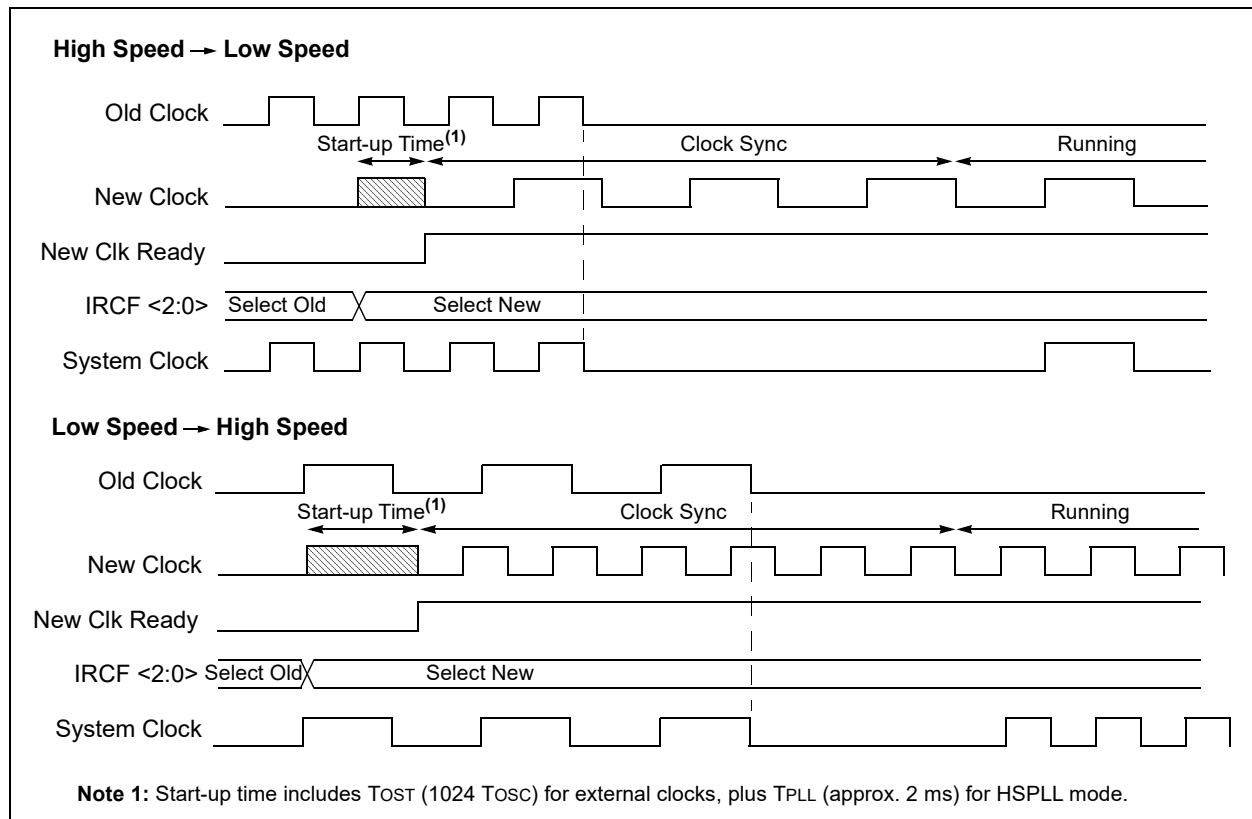 High Speed → Low Speed
Old Clock
Start-up Time(1)
Clock Sync
Running
New Clock
New Clk Ready
IRCF <2:0>
Select Old
Select New
System Clock
Low Speed → High Speed
Old Clock
Start-up Time(1)
Clock Sync
Running
New Clock
New Clk Ready
IRCF <2:0>
Select Old
Select New
System Clock
Note 1: Start-up time includes TOST (1024 TOSC) for external clocks, plus TPLL (approx. 2 ms) for HSPLL mode.